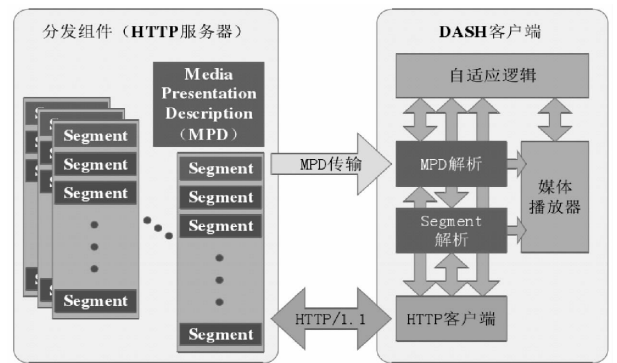 分发组件（HTTP服务器）
Media
Presentation
Description
（MPD）
Segment
Segment
Segment
Segment
Segment
Segment
Segment
Segment
MPD传输
HTTP/1.1
DASH客户端
自适应逻辑
MPD解析
Segment
解析
媒体
播放器
HTTP客户端